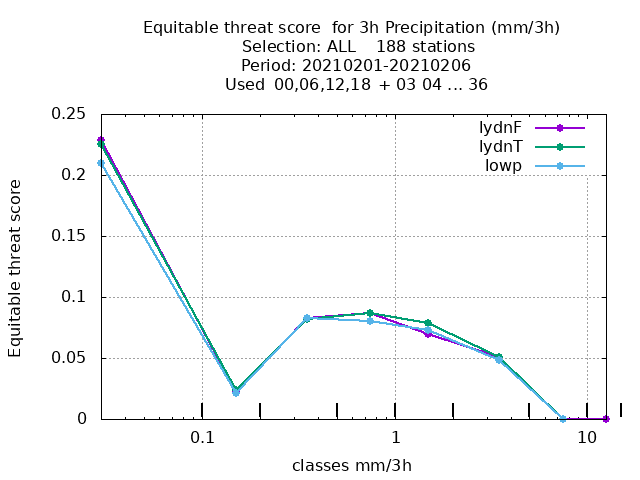 Equitable threat score  for 3h Precipitation (mm/3h)
Selection: ALL    188 stations
Period: 20210201-20210206
Used  00,06,12,18 + 03 04 ... 36
lydnF
lydnT
lowp
0.25
0.2
0.15
0.1
0.05
0
Equitable threat score
0.1 1 10
classes mm/3h